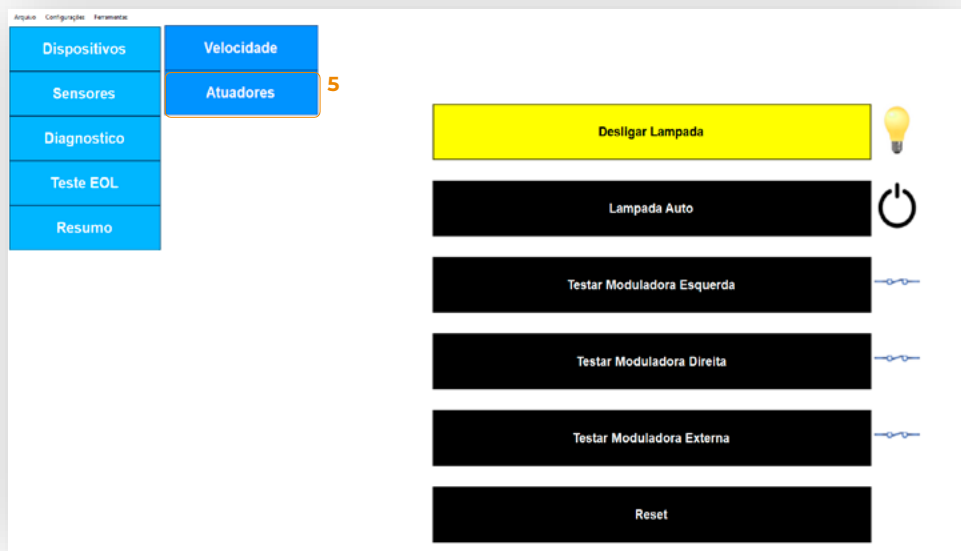 Arquivo Configurações Ferramentas
Dispositivos
Velocidade
Sensores
Atuadores
5
Diagnostico
Teste EOL
Resumo
Desligar Lampada
Lampada Auto
Testar Moduladora Esquerda
Testar Moduladora Direita
Testar Moduladora Externa
Reset